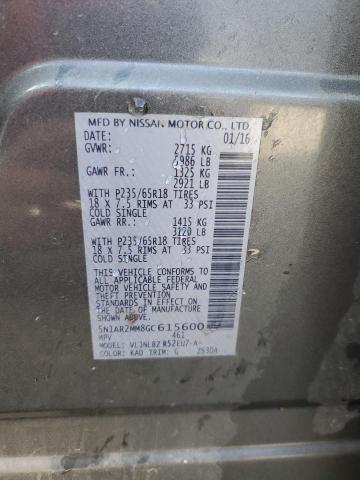 MFD BY NISSAN MOTOR CO., LTD.
DATE: 01/16
GVWR: 2715 KG
5986 LB
GAWR FR.: 1325 KG
2921 LB
WITH P235/65R18 TIRES
18 X 7.5 RIMS AT 33 PSI
COLD SINGLE
GAWR RR.: 1415 KG
3120 LB
WITH P235/65R18 TIRES
18 X 7.5 RIMS AT 33 PSI
COLD SINGLE
THIS VEHICLE CONFORMS TO
ALL APPLICABLE FEDERAL
MOTOR VEHICLE SAFETY
STANDARDS IN EFFECT ON
THE DATE OF MANUFACTURE
SHOWN ABOVE.
5N1AR2MM8GC615600
MPV 461
MODEL:
COLOR: KAD TRIM: G